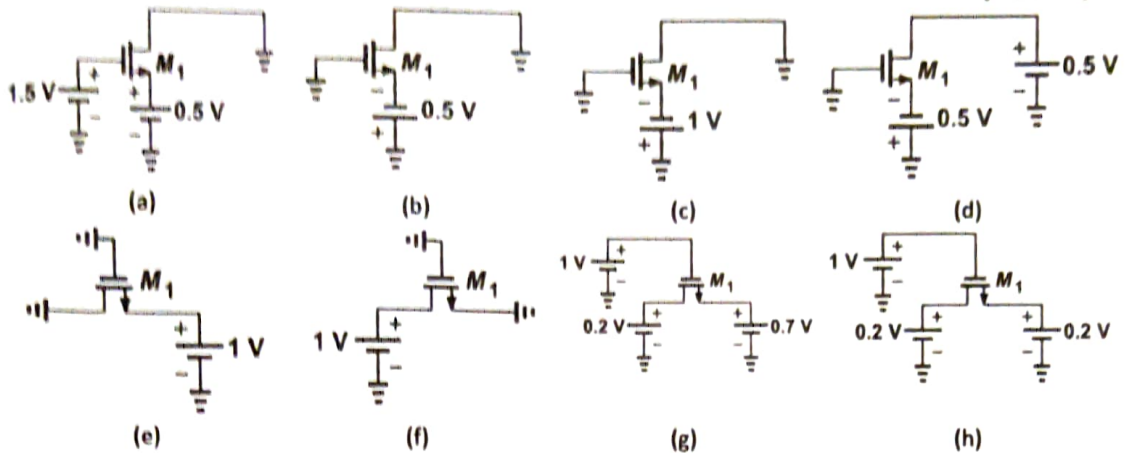 1.5 V
+
−
M1
+
−
0.5 V
(a)
M1
−
+
0.5 V
(b)
M1
−
+
1 V
(c)
M1
−
+
0.5 V
+
−
0.5 V
(d)
M1
+
−
1 V
(e)
M1
1 V
+
−
(f)
1 V
+
−
M1
0.2 V
+
−
+
−
0.7 V
(g)
1 V
+
−
M1
0.2 V
+
−
+
−
0.2 V
(h)